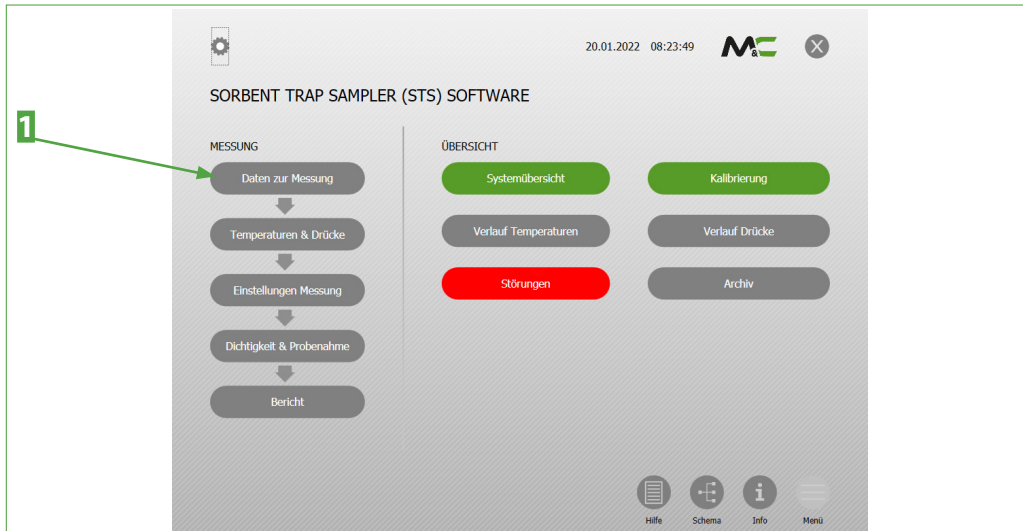 20.01.2022 08:23:49 M&C X
SORBENT TRAP SAMPLER (STS) SOFTWARE
1
MESSUNG
Daten zur Messung
Temperaturen & Drücke
Einstellungen Messung
Dichtigkeit & Probenahme
Bericht
ÜBERSICHT
Systemübersicht
Kalibrierung
Verlauf Temperaturen
Verlauf Drücke
Störungen
Archiv
Hilfe
Schema
Info
Menü